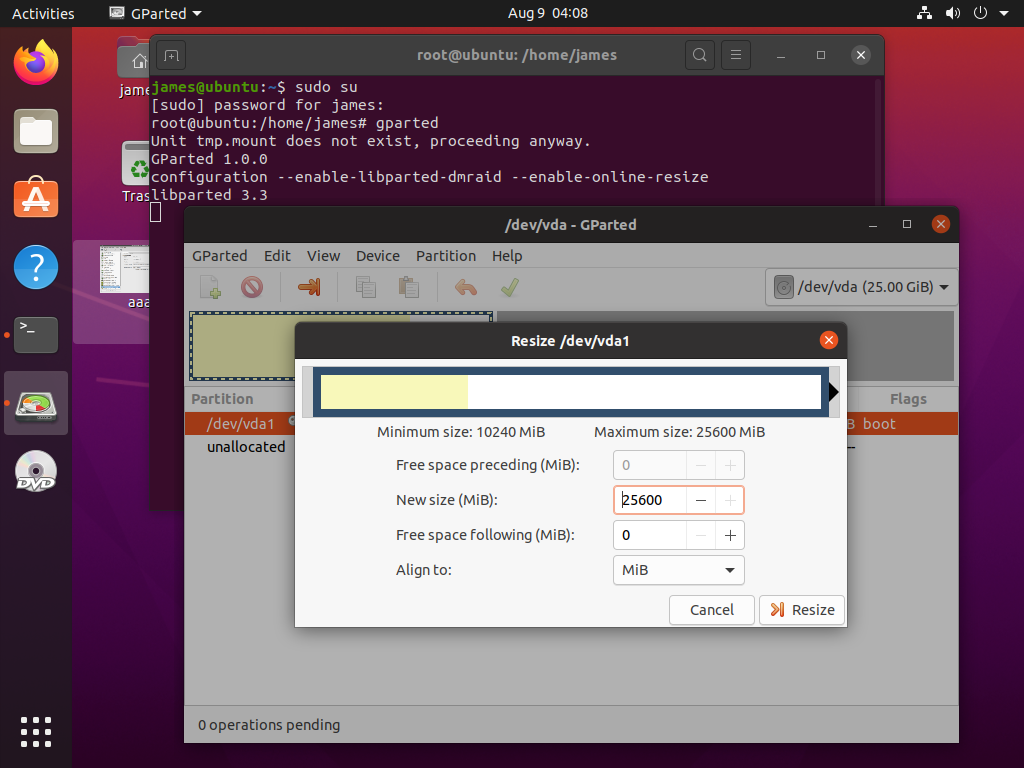 Activities GParted Aug 9 04:08
root@ubuntu: /home/james
james@ubuntu:~$ sudo su
[sudo] password for james:
root@ubuntu:/home/james# gparted
Unit tmp.mount does not exist, proceeding anyway.
GParted 1.0.0
configuration --enable-libparted-dmraid --enable-online-resize
libparted 3.3
jame
Tras
aaa
>_
?
DVD
/dev/vda - GParted
GParted Edit View Device Partition Help
/dev/vda (25.00 GiB)
Partition Flags
/dev/vda1 B boot
unallocated --
Resize /dev/vda1
Minimum size: 10240 MiB Maximum size: 25600 MiB
Free space preceding (MiB): 0
New size (MiB): 25600
Free space following (MiB): 0
Align to: MiB
Cancel Resize
0 operations pending